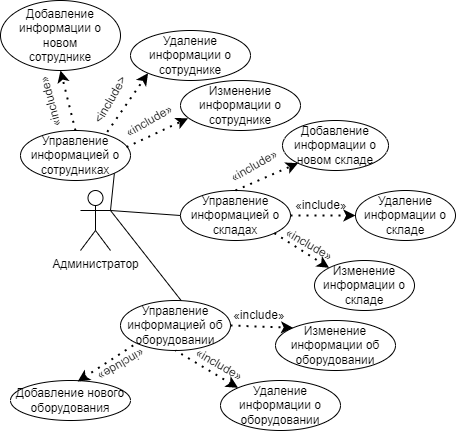 Добавление
информации о
новом
сотруднике
Удаление
информации о
сотруднике
Изменение
информации о
сотруднике
«include»
<include>
«include»
Управление
информацией о
сотрудниках
Добавление
информации о
новом складе
«include»
Управление
информацией о
складах
«include»
Удаление
информации о
складе
«include»
Изменение
информации о
складе
Администратор
Управление
информацией об
оборудовании
«include»
Изменение
информации об
оборудовании
«include»
«include»
Добавление нового
оборудования
Удаление
информации о
оборудовании